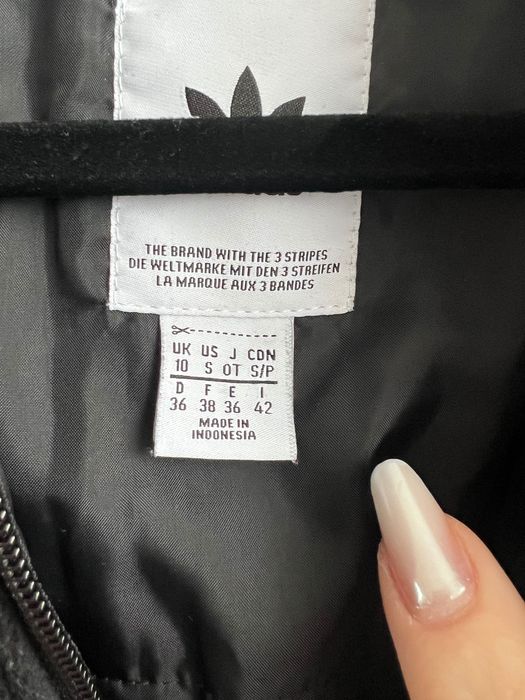 THE BRAND WITH THE 3 STRIPES
DIE WELTMARKE MIT DEN 3 STREIFEN
LA MARQUE AUX 3 BANDES
UK US J CDN
10 S OT S/P
D F E I
36 38 36 42
MADE IN
INDONESIA